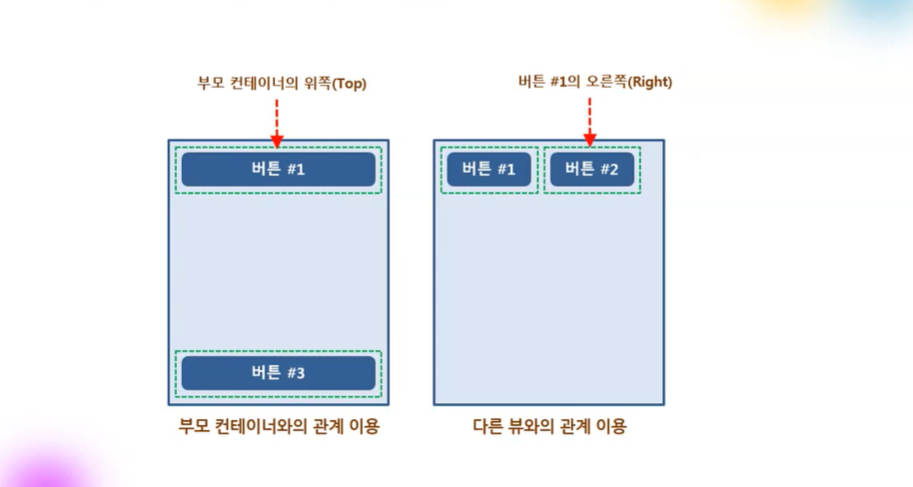 부모 컨테이너의 위쪽(Top)
버튼 #1의 오른쪽(Right)
버튼 #1
버튼 #3
버튼 #1
버튼 #2
부모 컨테이너와의 관계 이용
다른 뷰와의 관계 이용